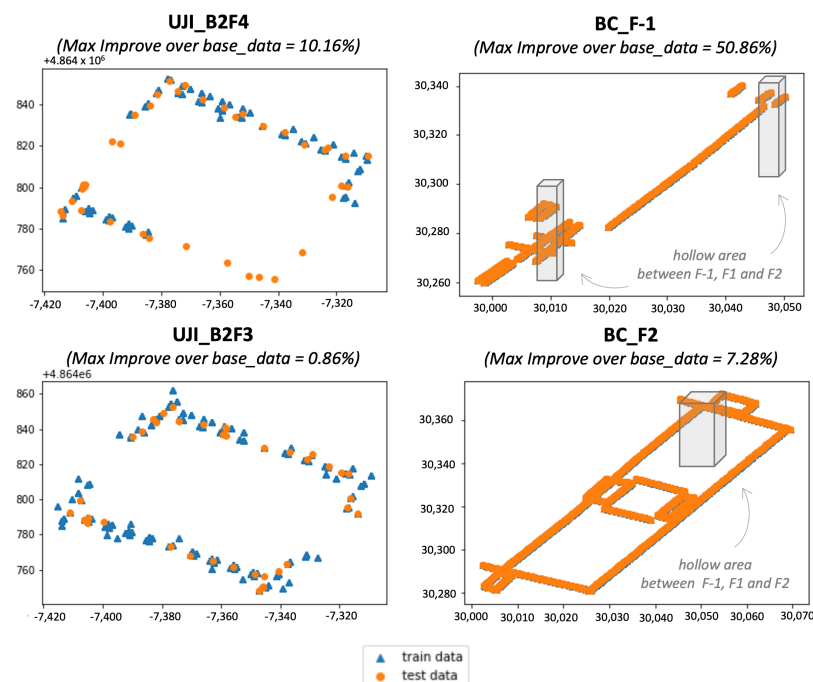 UJI_B2F4
(Max Improve over base_data = 10.16%)
+4.864 x 10⁶
840
820
800
780
760
-7,420 -7,400 -7,380 -7,360 -7,340 -7,320
BC_F-1
(Max Improve over base_data = 50.86%)
30,340
30,320
30,300
30,280
30,260
hollow area
between F-1, F1 and F2
30,000 30,010 30,020 30,030 30,040 30,050
UJI_B2F3
(Max Improve over base_data = 0.86%)
+4.864e6
860
840
820
800
780
760
-7,420 -7,400 -7,380 -7,360 -7,340 -7,320
BC_F2
(Max Improve over base_data = 7.28%)
30,360
30,340
30,320
30,300
30,280
hollow area
between F-1, F1 and F2
30,000 30,010 30,020 30,030 30,040 30,050 30,060 30,070
train data
test data